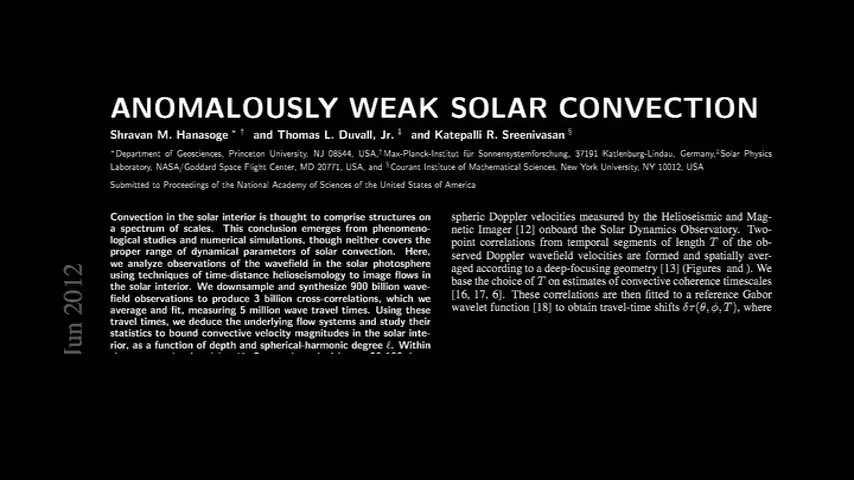 ANOMALOUSLY WEAK SOLAR CONVECTION
Shravan M. Hanasoge * † and Thomas L. Duvall, Jr. ‡ and Katepalli R. Sreenivasan §
*Department of Geosciences, Princeton University, NJ 08544, USA,†Max-Planck-Institut für Sonnensystemforschung, 37191 Katlenburg-Lindau, Germany,‡Solar Physics
Laboratory, NASA/Goddard Space Flight Center, MD 20771, USA, and §Courant Institute of Mathematical Sciences, New York University, NY 10012, USA
Submitted to Proceedings of the National Academy of Sciences of the United States of America
Convection in the solar interior is thought to comprise structures on
a spectrum of scales. This conclusion emerges from phenomeno-
logical studies and numerical simulations, though neither covers the
proper range of dynamical parameters of solar convection. Here,
we analyze observations of the wavefield in the solar photosphere
using techniques of time-distance helioseismology to image flows in
the solar interior. We downsample and synthesize 900 billion wave-
field observations to produce 3 billion cross-correlations, which we
average and fit, measuring 5 million wave travel times. Using these
travel times, we deduce the underlying flow systems and study their
statistics to bound convective velocity magnitudes in the solar inte-
rior, as a function of depth and spherical-harmonic degree ℓ. Within
spheric Doppler velocities measured by the Helioseismic and Mag-
netic Imager [12] onboard the Solar Dynamics Observatory. Two-
point correlations from temporal segments of length T of the ob-
served Doppler wavefield velocities are formed and spatially aver-
aged according to a deep-focusing geometry [13] (Figures and ). We
base the choice of T on estimates of convective coherence timescales
[16, 17, 6]. These correlations are then fitted to a reference Gabor
wavelet function [18] to obtain travel-time shifts δτ(θ, ϕ, T), where
Jun 2012